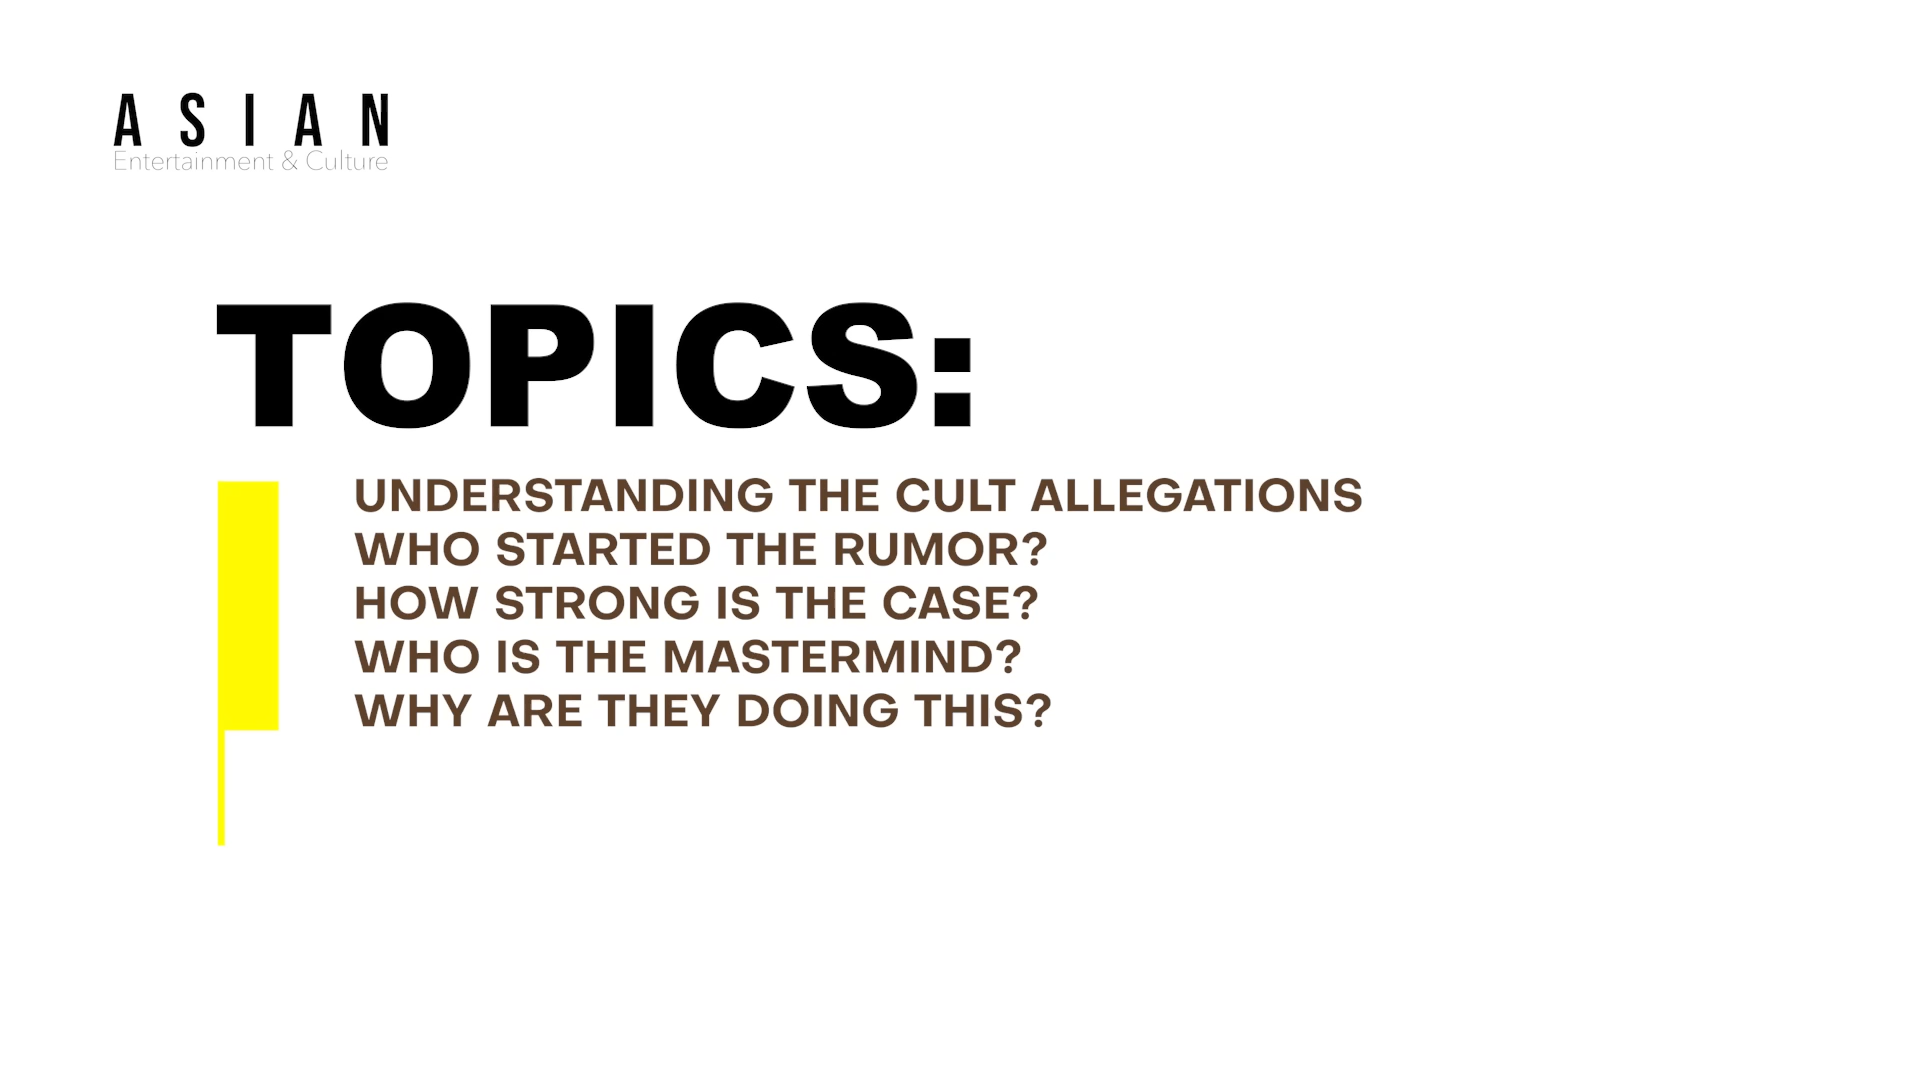 ASIAN
Entertainment & Culture
TOPICS:
UNDERSTANDING THE CULT ALLEGATIONS
WHO STARTED THE RUMOR?
HOW STRONG IS THE CASE?
WHO IS THE MASTERMIND?
WHY ARE THEY DOING THIS?